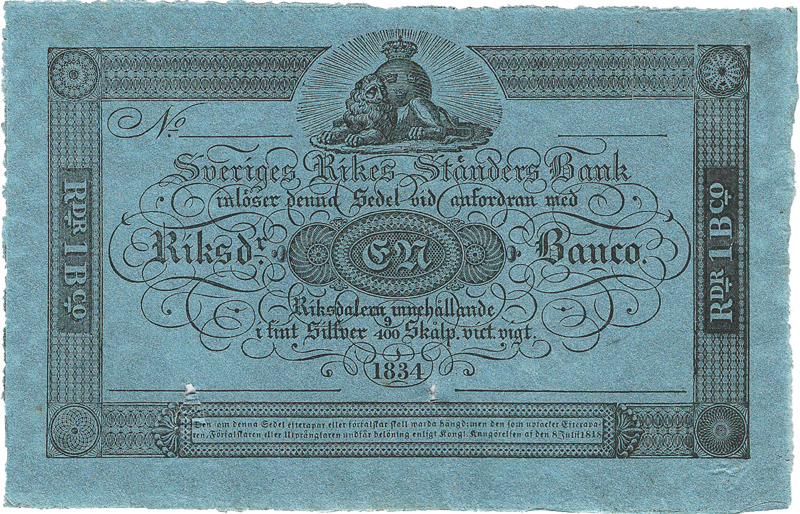 No
Sveriges Rikes Ständers Bank
inlöser denna Sedel vid anfordran med
Riksdr. EN Banco.
Riksdaler innehållande
i fint Silfver 9/400 Skålp. vict. vigt.
1834
Den som denna Sedel efterapar eller förfalskar skall warda hängd; men den som uptäcker Efterapa-
ren, Förfalskaren eller Utprånglaren undfår belöning enligt Kongl. Kungörelsen af den 8 Julii 1818
RDR 1 Bco
RDR 1 Bco